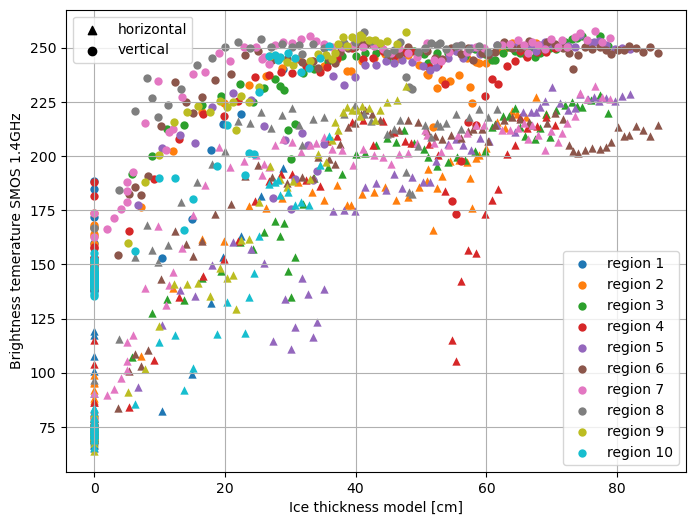 horizontal
vertical
250
225
200
175
150
125
100
75
Brightness temerature SMOS 1.4GHz
region 1
region 2
region 3
region 4
region 5
region 6
region 7
region 8
region 9
region 10
0
20
40
60
80
Ice thickness model [cm]